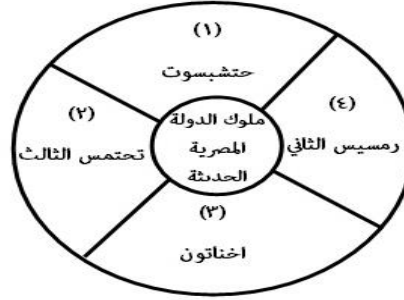 (١)
حتشبسوت
(٢)
تحتمس الثالث
ملوك الدولة
المصرية
الحديثة
(٤)
رمسيس الثاني
(٣)
اخناتون